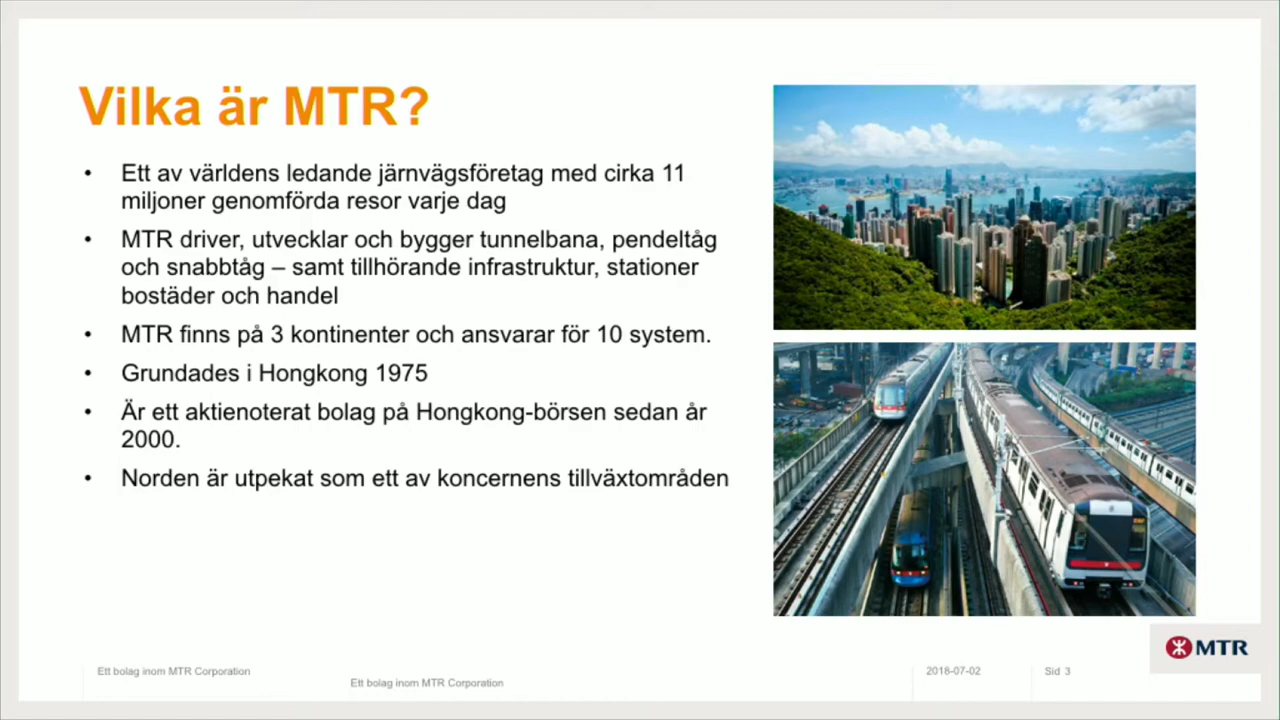 Vilka är MTR?
• Ett av världens ledande järnvägsföretag med cirka 11
miljoner genomförda resor varje dag
• MTR driver, utvecklar och bygger tunnelbana, pendeltåg
och snabbtåg – samt tillhörande infrastruktur, stationer
bostäder och handel
• MTR finns på 3 kontinenter och ansvarar för 10 system.
• Grundades i Hongkong 1975
• Är ett aktienoterat bolag på Hongkong-börsen sedan år
2000.
• Norden är utpekat som ett av koncernens tillväxtområden
MTR
Ett bolag inom MTR Corporation
Ett bolag inom MTR Corporation
2018-07-02
Sid 3